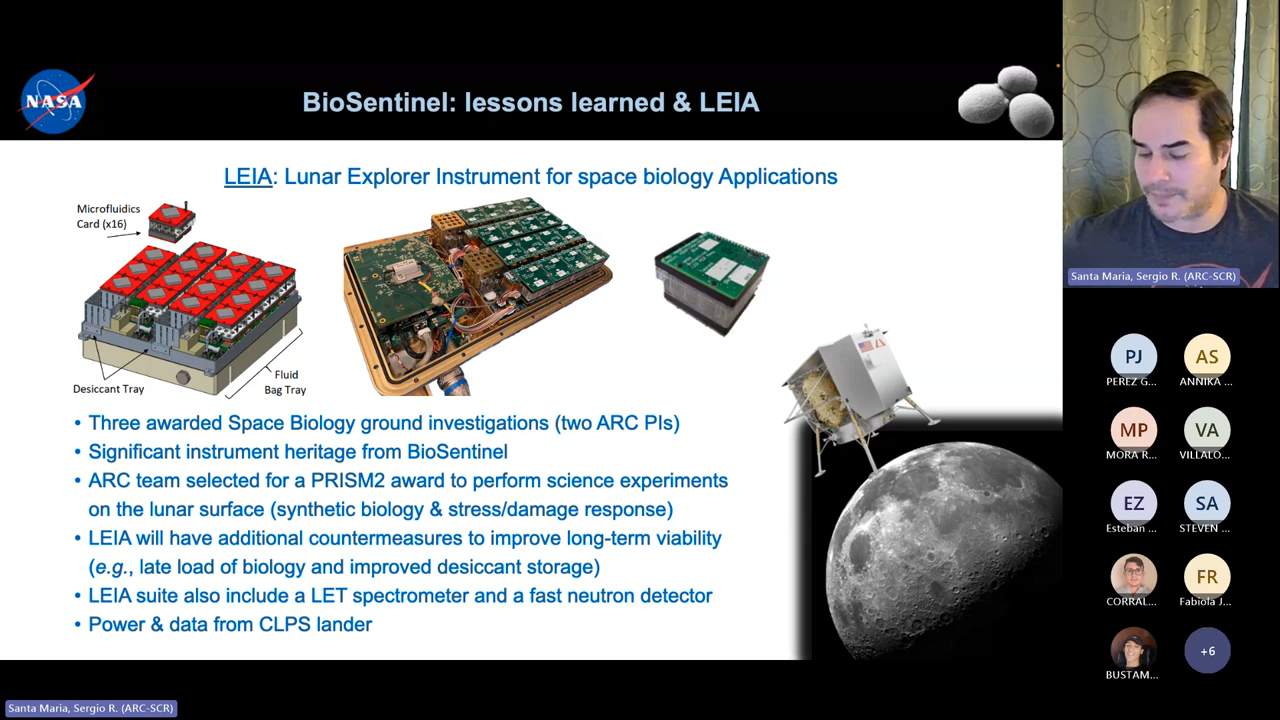 NASA
BioSentinel: lessons learned & LEIA
LEIA: Lunar Explorer Instrument for space biology Applications
Microfluidics
Card (x16)
Desiccant Tray
Fluid
Bag Tray
• Three awarded Space Biology ground investigations (two ARC PIs)
• Significant instrument heritage from BioSentinel
• ARC team selected for a PRISM2 award to perform science experiments
on the lunar surface (synthetic biology & stress/damage response)
• LEIA will have additional countermeasures to improve long-term viability
(e.g., late load of biology and improved desiccant storage)
• LEIA suite also include a LET spectrometer and a fast neutron detector
• Power & data from CLPS lander
Santa Maria, Sergio R. (ARC-SCR)
PJ
PEREZ G...
AS
ANNIKA ...
MP
MORA R...
VA
VILLALO...
EZ
Esteban ...
SA
STEVEN ...
CORRAL...
FR
Fabiola J...
BUSTAM...
+6
Santa Maria, Sergio R. (ARC-SCR)